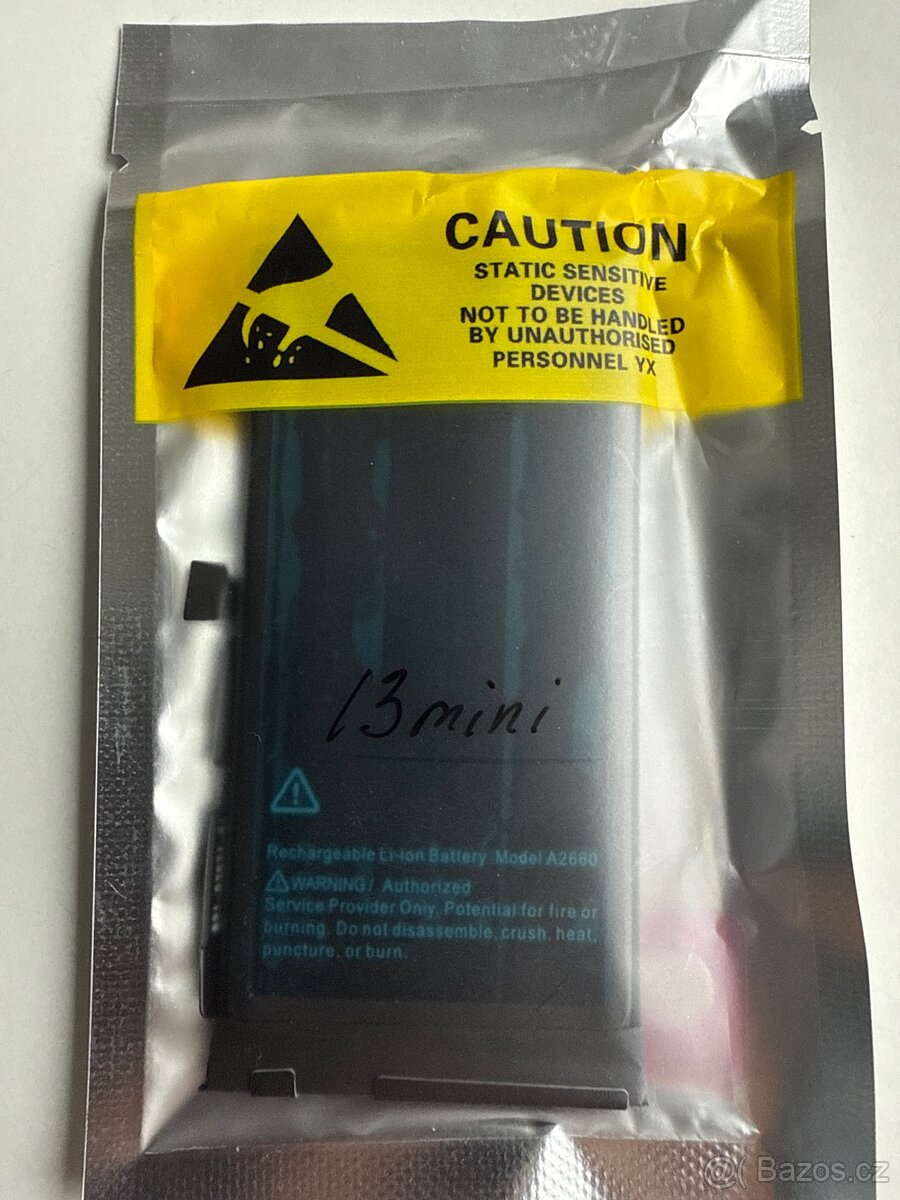 CAUTION
STATIC SENSITIVE
DEVICES
NOT TO BE HANDLED
BY UNAUTHORISED
PERSONNEL YX
13 mini
Rechargeable Li-ion Battery Model A2660
WARNING/ Authorized
Service Provider Only. Potential for fire or
burning. Do not disassemble, crush, heat,
puncture, or burn.
@ Bazos.cz